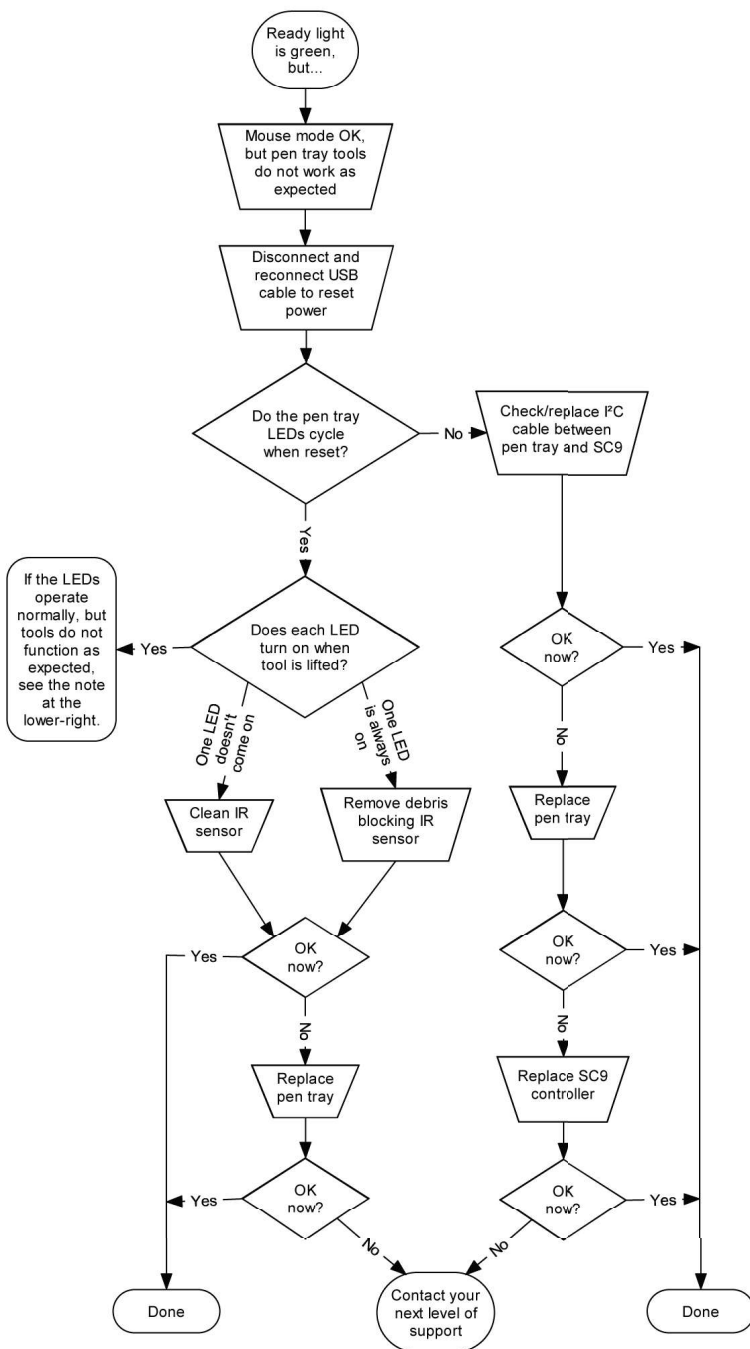 Ready light
is green,
but...
Mouse mode OK,
but pen tray tools
do not work as
expected
Disconnect and
reconnect USB
cable to reset
power
Do the pen tray
LEDs cycle
when reset?
No
Check/replace I²C
cable between
pen tray and SC9
Yes
If the LEDs
operate
normally, but
tools do not
function as
expected,
see the note
at the
lower-right.
Yes
Does each LED
turn on when
tool is lifted?
OK
now?
Yes
One LED
doesn't
come on
One LED
is always
on
No
Clean IR
sensor
Remove debris
blocking IR
sensor
Replace
pen tray
Yes
OK
now?
OK
now?
Yes
No
No
Replace
pen tray
Replace SC9
controller
Yes
OK
now?
OK
now?
Yes
No
No
Done
Contact your
next level of
support
Done